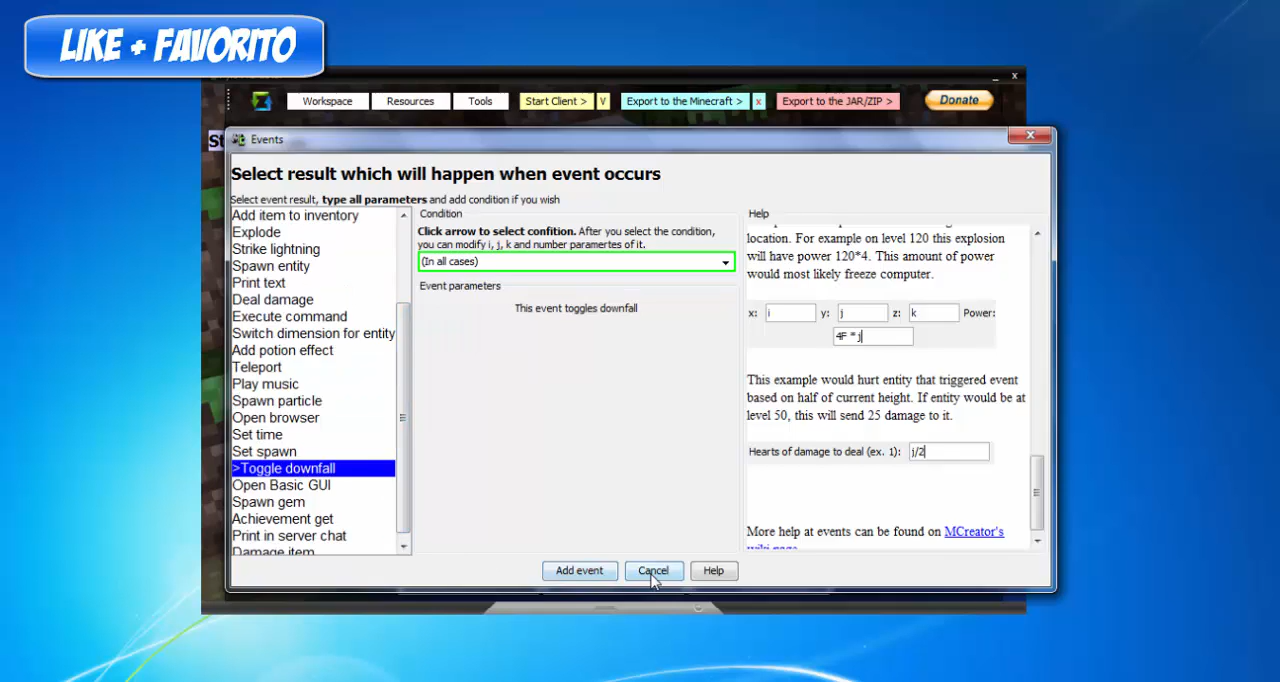 LIKE + FAVORITO
Workspace
Resources
Tools
Start Client >
V
Export to the Minecraft >
x
Export to the JAR/ZIP >
Donate
St
Events
Select result which will happen when event occurs
Select event result, type all parameters and add condition if you wish
Add item to inventory
Explode
Strike lightning
Spawn entity
Print text
Deal damage
Execute command
Switch dimension for entity
Add potion effect
Teleport
Play music
Spawn particle
Open browser
Set time
Set spawn
>Toggle downfall
Open Basic GUI
Spawn gem
Achievement get
Print in server chat
Damage item
Condition
Click arrow to select confition. After you select the condition,
you can modify i, j, k and number paramertes of it.
(In all cases)
Event parameters
This event toggles downfall
Help
location. For example on level 120 this explosion
will have power 120*4. This amount of power
would most likely freeze computer.
x: i y: j z: k Power:
4F *j
This example would hurt entity that triggered event
based on half of current height. If entity would be at
level 50, this will send 25 damage to it.
Hearts of damage to deal (ex. 1): j/2
More help at events can be found on MCreator's
wiki page
Add event
Cancel
Help